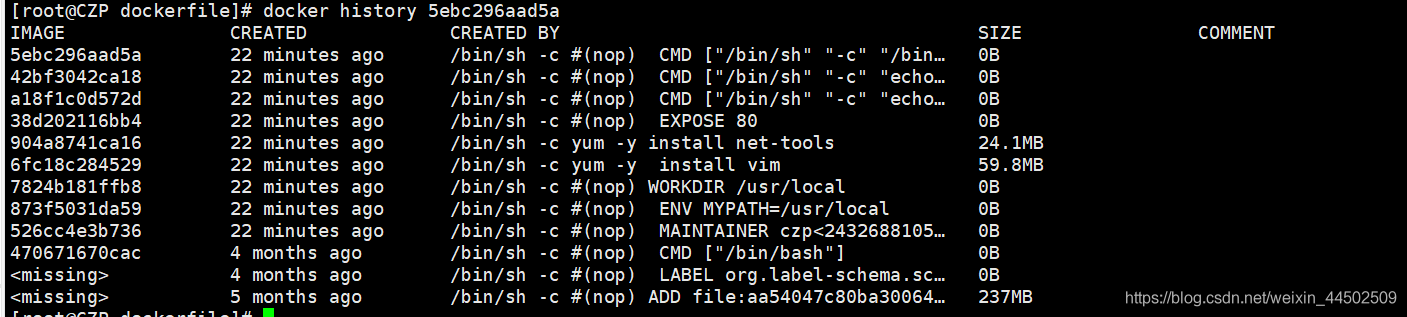 [root@CZP dockerfile]# docker history 5ebc296aad5a
IMAGE CREATED CREATED BY SIZE COMMENT
5ebc296aad5a 22 minutes ago /bin/sh -c #(nop) CMD ["/bin/sh" "-c" "/bin… 0B
42bf3042ca18 22 minutes ago /bin/sh -c #(nop) CMD ["/bin/sh" "-c" "echo… 0B
a18f1c0d572d 22 minutes ago /bin/sh -c #(nop) CMD ["/bin/sh" "-c" "echo… 0B
38d202116bb4 22 minutes ago /bin/sh -c #(nop) EXPOSE 80 0B
904a8741ca16 22 minutes ago /bin/sh -c yum -y install net-tools 24.1MB
6fc18c284529 22 minutes ago /bin/sh -c yum -y install vim 59.8MB
7824b181ffb8 22 minutes ago /bin/sh -c #(nop) WORKDIR /usr/local 0B
873f5031da59 22 minutes ago /bin/sh -c #(nop) ENV MYPATH=/usr/local 0B
526cc4e3b736 22 minutes ago /bin/sh -c #(nop) MAINTAINER czp<2432688105… 0B
470671670cac 4 months ago /bin/sh -c #(nop) CMD ["/bin/bash"] 0B
<missing> 4 months ago /bin/sh -c #(nop) LABEL org.label-schema.sc… 0B
<missing> 5 months ago /bin/sh -c #(nop) ADD file:aa54047c80ba30064… 237MB
https://blog.csdn.net/weixin_44502509
[root@CZP dockerfile]#